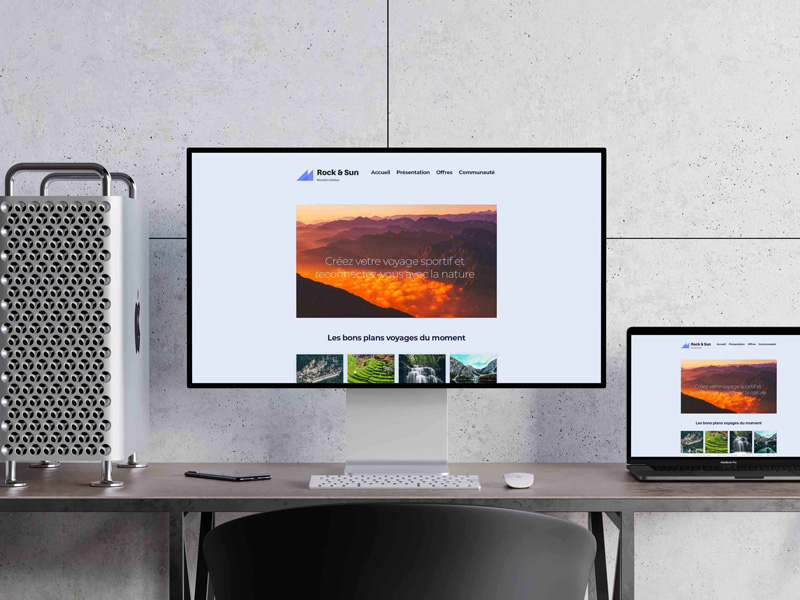 Rock & Sun
Accueil Présentation Offres Communauté
Créez votre voyage sportif et
reconnectez-vous avec la nature
Les bons plans voyages du moment
Rock & Sun
Accueil Présentation Offres Communauté
Créez votre voyage sportif et
reconnectez-vous avec la nature
Les bons plans voyages du moment
MacBook Pro